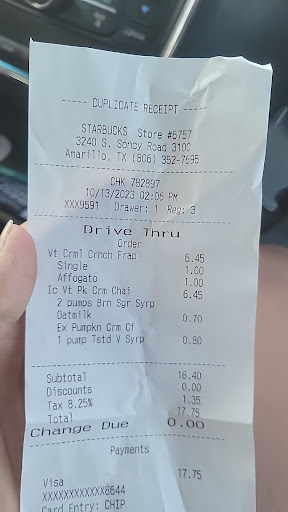 ----- DUPLICATE RECEIPT -----
STARBUCKS Store #6757
3240 S. Soncy Road 3100
Amarillo, TX (806) 352-7695
CHK 782897
10/13/2023 02:06 PM
XXX9591 Drawer: 1 Reg: 3
Drive Thru
Order
Vt Crml Crnch Frap 6.45
Single 1.00
Affogato 1.00
Ic Vt Pk Crm Chai 6.45
2 pumps Brn Sgr Syrp
Oatmilk 0.70
Ex Pumpkn Crm Cf
1 pump Tstd V Syrp 0.80
Subtotal 16.40
Discounts 0.00
Tax 8.25% 1.35
Total 17.75
Change Due 0.00
Payments
Visa 17.75
XXXXXXXXXXXX8644
Card Entry: CHIP